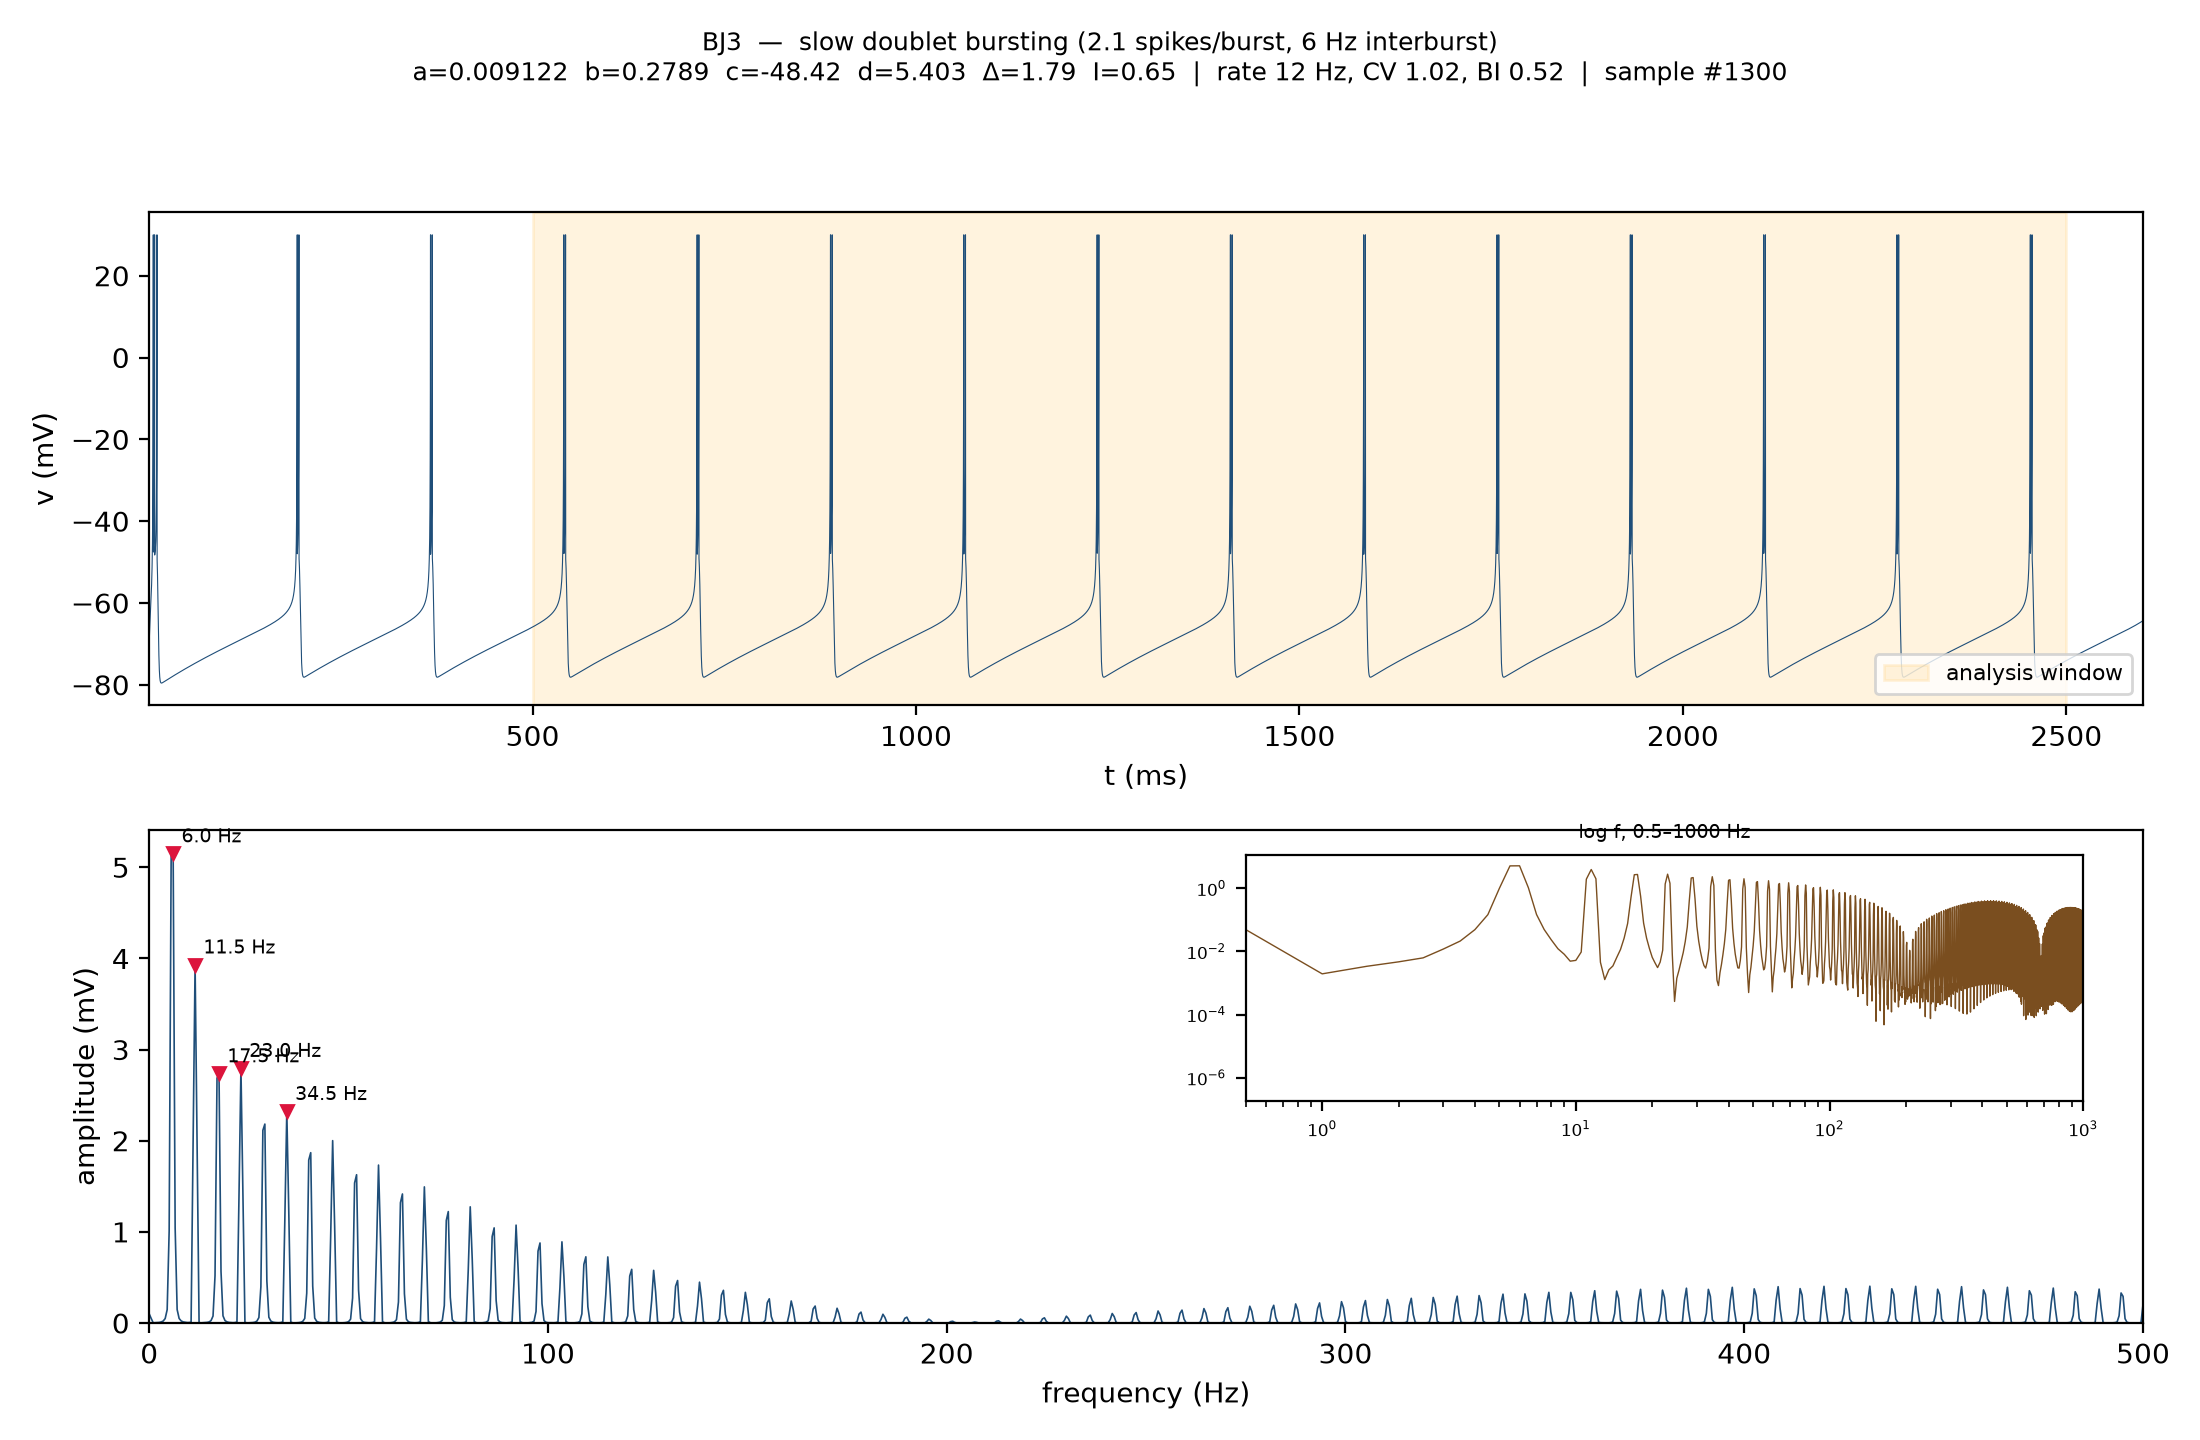 BJ3 — slow doublet bursting (2.1 spikes/burst, 6 Hz interburst)
a=0.009122 b=0.2789 c=-48.42 d=5.403 Δ=1.79 I=0.65 | rate 12 Hz, CV 1.02, BI 0.52 | sample #1300
20
0
−20
−40
−60
−80
v (mV)
analysis window
500
1000
1500
2000
2500
t (ms)
6.0 Hz
11.5 Hz
17.5 Hz
23.0 Hz
34.5 Hz
5
4
3
2
1
0
amplitude (mV)
log f, 0.5–1000 Hz
10⁰
10⁻²
10⁻⁴
10⁻⁶
10⁰
10¹
10²
10³
0
100
200
300
400
500
frequency (Hz)